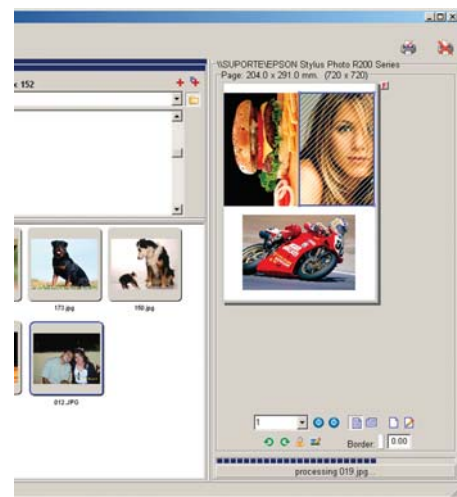 \\SUPORTE\EPSON Stylus Photo R200 Series
Page: 204.0 x 291.0 mm. (720 x 720)
x 152
173.jpg
150.jpg
012.JPG
1
Border:
0.00
processing 019.jpg...